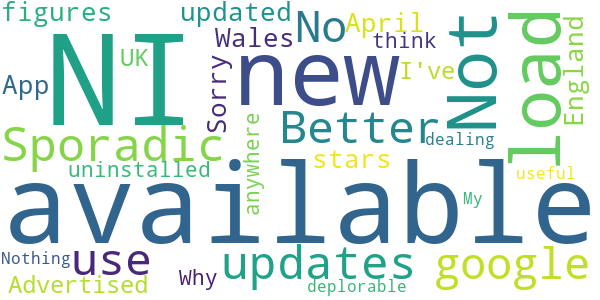 figures
updated
No
April
Not
load
England
NI
UK
Wales
think
new
Sorry
I've
App
Sporadic
Better
dealing
anywhere
stars
uninstalled
useful
available
My
Nothing
use
updates
google
Advertised
Why
deplorable